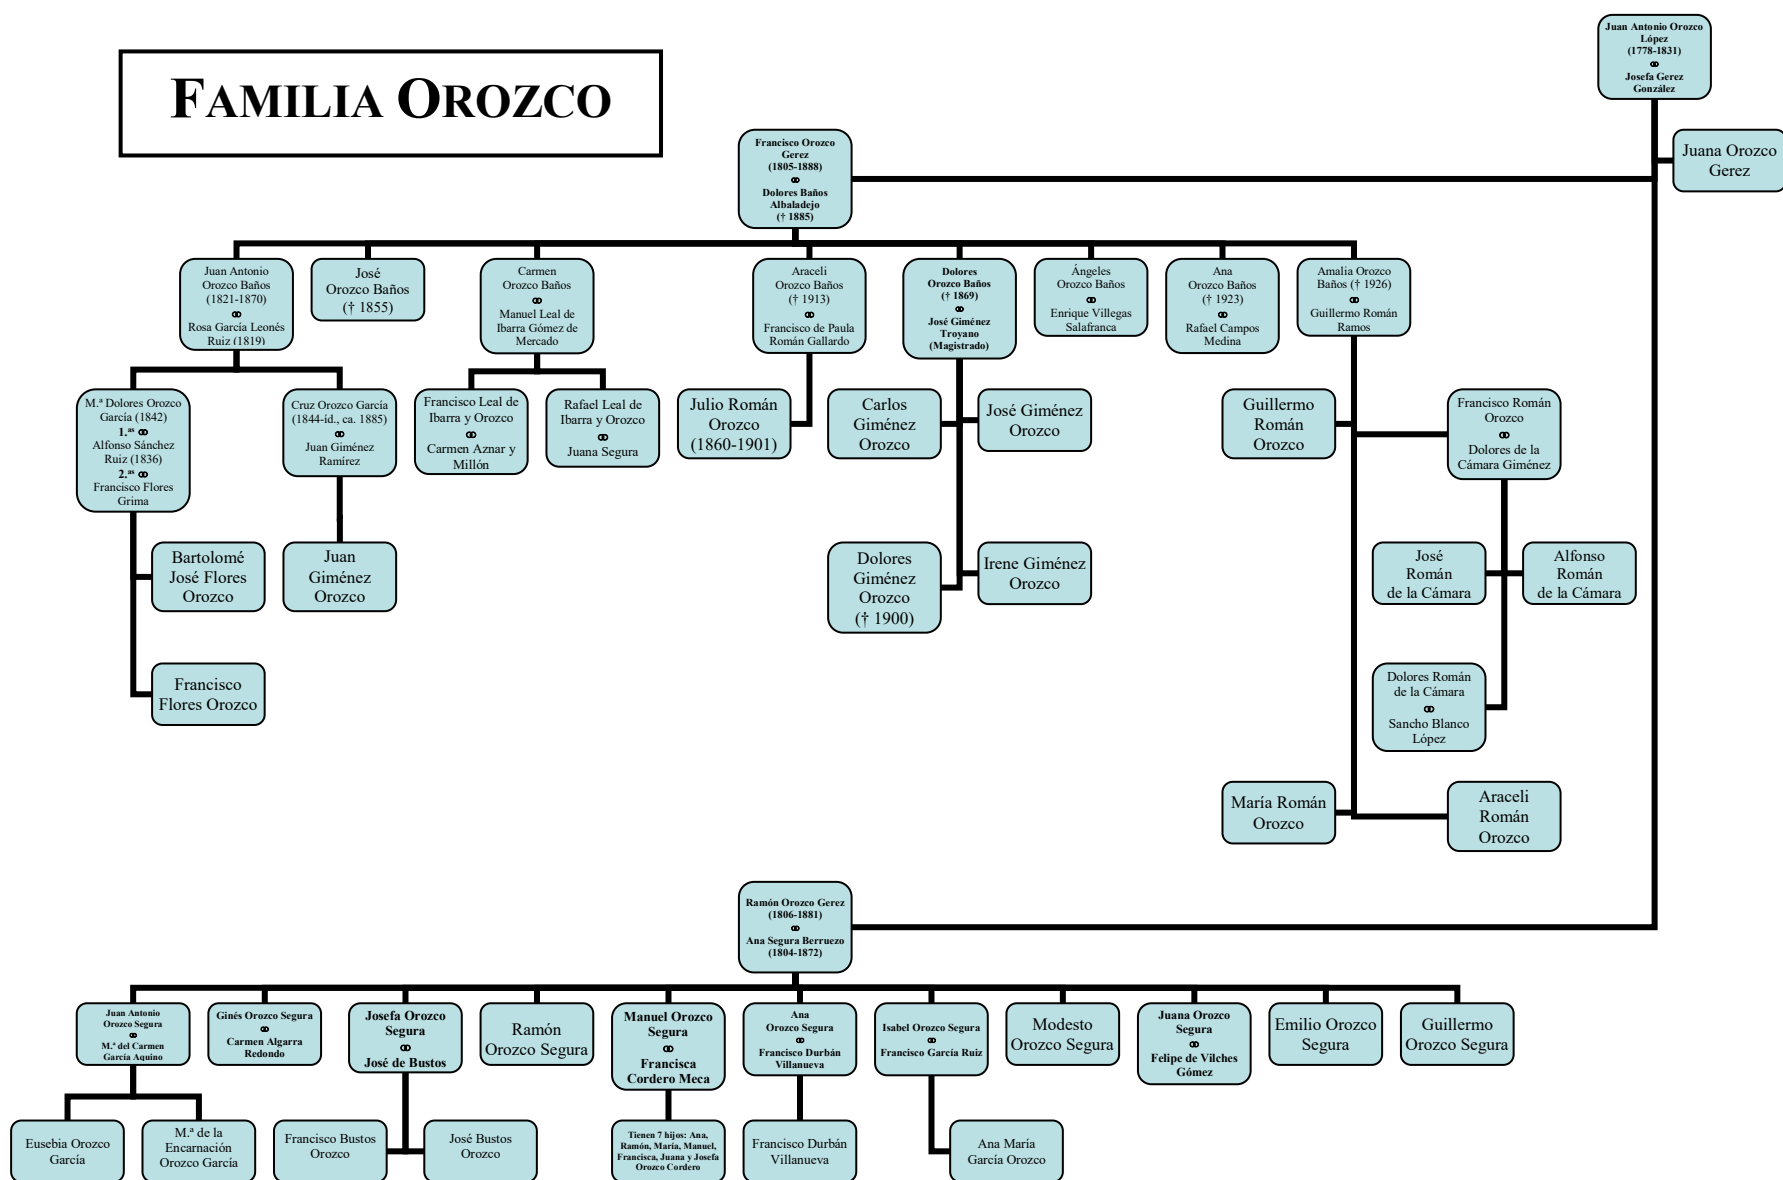 FAMILIA OROZCO
Juan Antonio Orozco
López
(1778-1831)
⚭
Josefa Gerez
González
Juana Orozco
Gerez
Francisco Orozco
Gerez
(1805-1888)
⚭
Dolores Baños
Albaladejo
(† 1885)
Juan Antonio
Orozco Baños
(1821-1870)
⚭
Rosa García Leonés
Ruiz (1819)
José
Orozco Baños
(† 1855)
Carmen
Orozco Baños
⚭
Manuel Leal de
Ibarra Gómez de
Mercado
Araceli
Orozco Baños
(† 1913)
⚭
Francisco de Paula
Román Gallardo
Dolores
Orozco Baños
(† 1869)
⚭
José Giménez
Troyano
(Magistrado)
Ángeles
Orozco Baños
⚭
Enrique Villegas
Salafranca
Ana
Orozco Baños
(† 1923)
⚭
Rafael Campos
Medina
Amalia Orozco
Baños († 1926)
⚭
Guillermo Román
Ramos
M.ª Dolores Orozco
García (1842)
1.ᵃˢ ⚭
Alfonso Sánchez
Ruiz (1836)
2.ᵃˢ ⚭
Francisco Flores
Grima
Cruz Orozco García
(1844-íd., ca. 1885)
⚭
Juan Giménez
Ramírez
Francisco Leal de
Ibarra y Orozco
⚭
Carmen Aznar y
Millón
Rafael Leal de
Ibarra y Orozco
⚭
Juana Segura
Julio Román
Orozco
(1860-1901)
Carlos
Giménez
Orozco
José Giménez
Orozco
Guillermo
Román
Orozco
Francisco Román
Orozco
⚭
Dolores de la
Cámara Giménez
Bartolomé
José Flores
Orozco
Juan
Giménez
Orozco
Dolores
Giménez
Orozco
(† 1900)
Irene Giménez
Orozco
José
Román
de la Cámara
Alfonso
Román
de la Cámara
Francisco
Flores Orozco
Dolores Román
de la Cámara
⚭
Sancho Blanco
López
María Román
Orozco
Araceli
Román
Orozco
Ramón Orozco Gerez
(1806-1881)
⚭
Ana Segura Berruezo
(1804-1872)
Juan Antonio
Orozco Segura
⚭
M.ª del Carmen
García Aquino
Ginés Orozco Segura
⚭
Carmen Algarra
Redondo
Josefa Orozco
Segura
⚭
José de Bustos
Ramón
Orozco Segura
Manuel Orozco
Segura
⚭
Francisca
Cordero Meca
Ana
Orozco Segura
⚭
Francisco Durbán
Villanueva
Isabel Orozco Segura
⚭
Francisco García Ruiz
Modesto
Orozco Segura
Juana Orozco
Segura
⚭
Felipe de Vilches
Gómez
Emilio Orozco
Segura
Guillermo
Orozco Segura
Eusebia Orozco
García
M.ª de la
Encarnación
Orozco García
Francisco Bustos
Orozco
José Bustos
Orozco
Tienen 7 hijos: Ana,
Ramón, María, Manuel,
Francisca, Juana y Josefa
Orozco Cordero
Francisco Durbán
Villanueva
Ana María
García Orozco